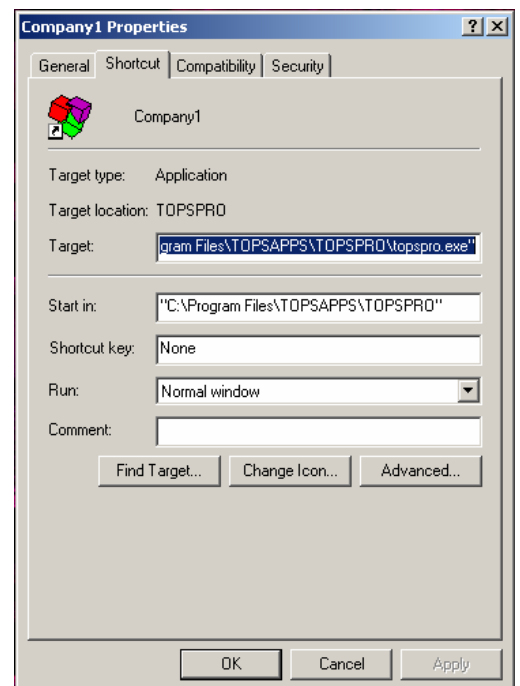 Company1 Properties
General Shortcut Compatibility Security
Company1
Target type: Application
Target location: TOPSPRO
Target: gram Files\TOPSAPPS\TOPSPRO\topspro.exe"
Start in: "C:\Program Files\TOPSAPPS\TOPSPRO"
Shortcut key: None
Run: Normal window
Comment:
Find Target... Change Icon... Advanced...
OK Cancel Apply